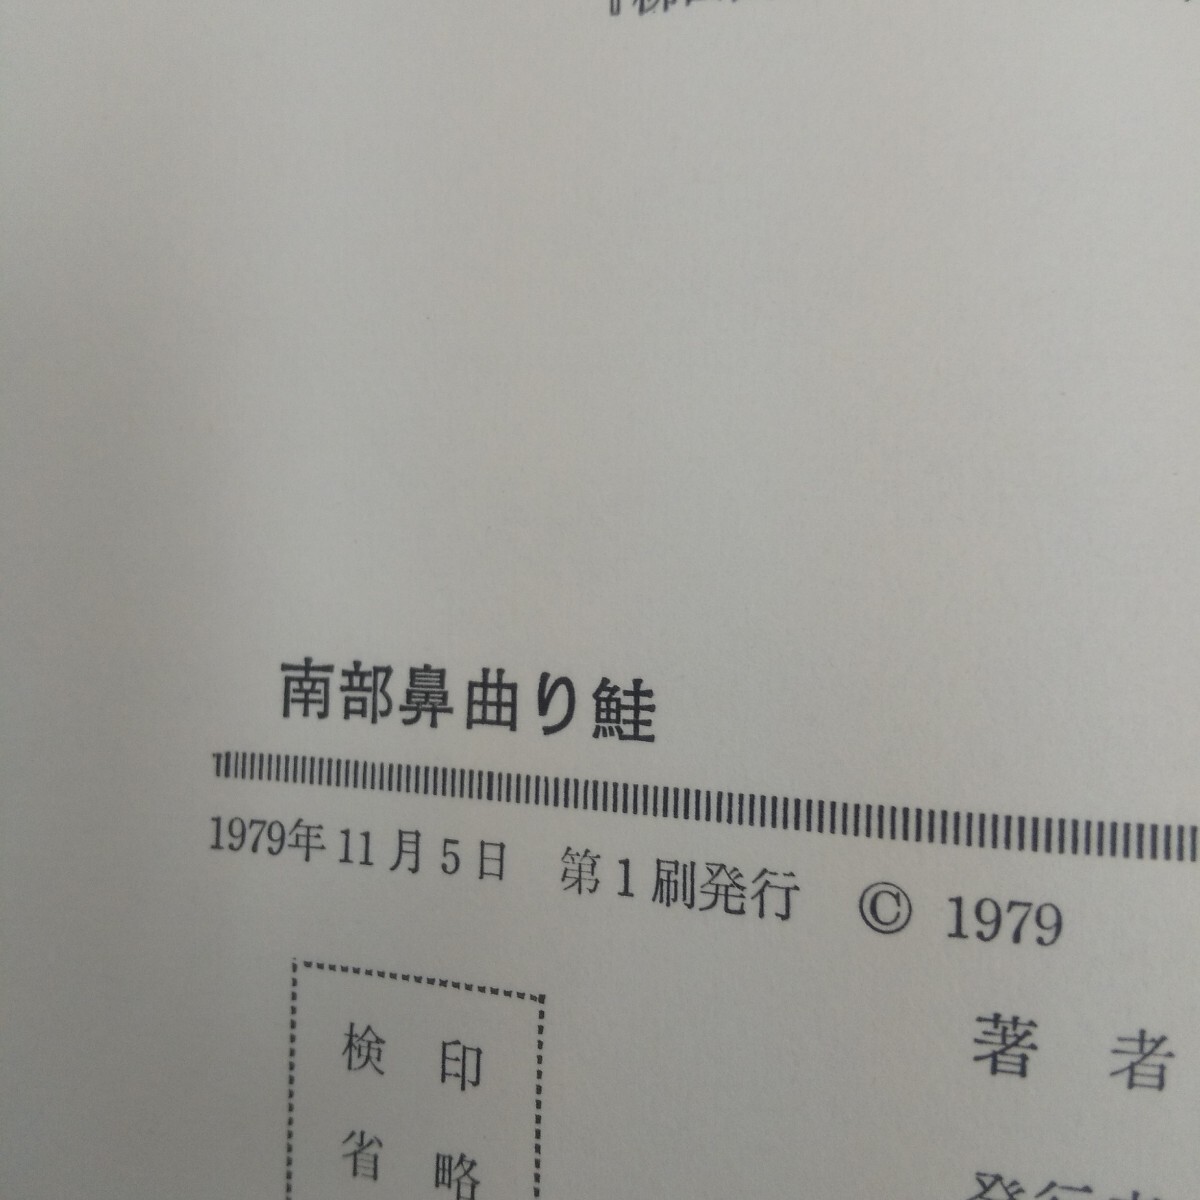 南部鼻曲り鮭
1979年11月5日 第1刷発行 © 1979
検印
省略
著者